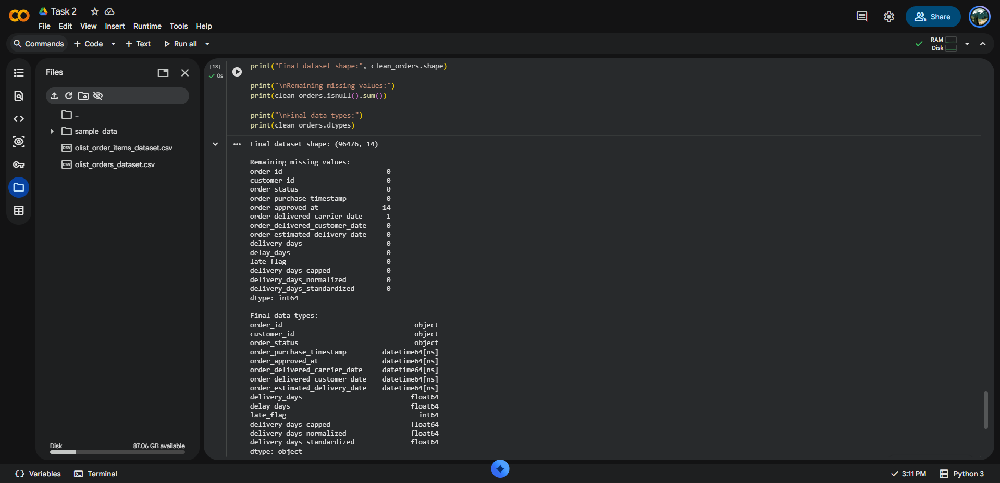 Task 2
File Edit View Insert Runtime Tools Help
Share
Commands + Code + Text Run all
RAM
Disk
Files
..
sample_data
CSV olist_order_items_dataset.csv
CSV olist_orders_dataset.csv
Disk 87.06 GB available
[18]
0s
print("Final dataset shape:", clean_orders.shape)
print("\nRemaining missing values:")
print(clean_orders.isnull().sum())
print("\nFinal data types:")
print(clean_orders.dtypes)
Final dataset shape: (96476, 14)
Remaining missing values:
order_id 0
customer_id 0
order_status 0
order_purchase_timestamp 0
order_approved_at 14
order_delivered_carrier_date 1
order_delivered_customer_date 0
order_estimated_delivery_date 0
delivery_days 0
delay_days 0
late_flag 0
delivery_days_capped 0
delivery_days_normalized 0
delivery_days_standardized 0
dtype: int64
Final data types:
order_id object
customer_id object
order_status object
order_purchase_timestamp datetime64[ns]
order_approved_at datetime64[ns]
order_delivered_carrier_date datetime64[ns]
order_delivered_customer_date datetime64[ns]
order_estimated_delivery_date datetime64[ns]
delivery_days float64
delay_days float64
late_flag int64
delivery_days_capped float64
delivery_days_normalized float64
delivery_days_standardized float64
dtype: object
{} Variables Terminal
3:11 PM Python 3